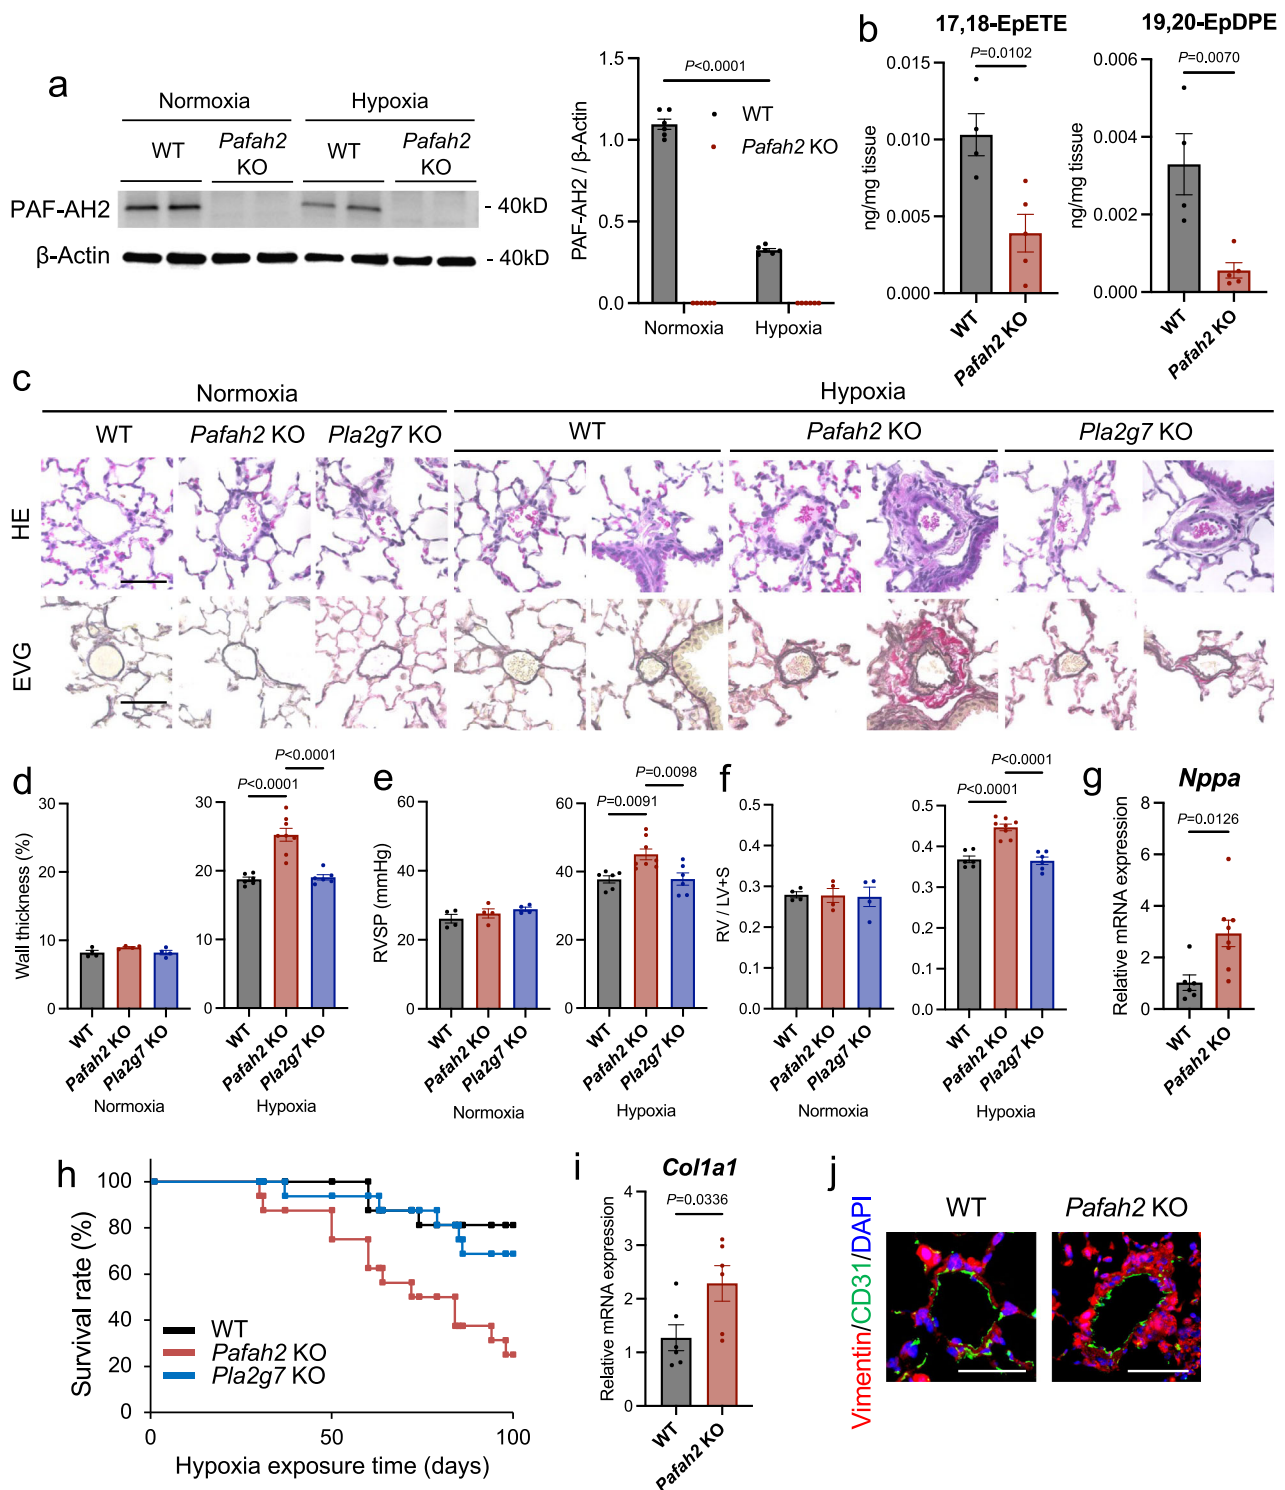 a
Normoxia
Hypoxia
WT
Pafah2
KO
WT
Pafah2
KO
PAF-AH2
- 40kD
β-Actin
- 40kD
PAF-AH2 / β-Actin
1.5
1.0
0.5
0.0
P<0.0001
WT
Pafah2 KO
Normoxia
Hypoxia
b
17,18-EpETE
ng/mg tissue
0.015
0.010
0.005
0.000
P=0.0102
WT
Pafah2 KO
19,20-EpDPE
ng/mg tissue
0.006
0.004
0.002
0.000
P=0.0070
WT
Pafah2 KO
c
Normoxia
Hypoxia
WT
Pafah2 KO
Pla2g7 KO
WT
Pafah2 KO
Pla2g7 KO
HE
EVG
d
Wall thickness (%)
30
20
10
0
WT
Pafah2 KO
Pla2g7 KO
Normoxia
30
20
10
0
P<0.0001
P<0.0001
WT
Pafah2 KO
Pla2g7 KO
Hypoxia
e
RVSP (mmHg)
60
40
20
0
WT
Pafah2 KO
Pla2g7 KO
Normoxia
60
40
20
0
P=0.0098
P=0.0091
WT
Pafah2 KO
Pla2g7 KO
Hypoxia
f
RV / LV+S
0.5
0.4
0.3
0.2
0.1
0.0
WT
Pafah2 KO
Pla2g7 KO
Normoxia
0.5
0.4
0.3
0.2
0.1
0.0
P<0.0001
P<0.0001
WT
Pafah2 KO
Pla2g7 KO
Hypoxia
g
Nppa
Relative mRNA expression
8
6
4
2
0
P=0.0126
WT
Pafah2 KO
h
Survival rate (%)
100
80
60
40
20
0
WT
Pafah2 KO
Pla2g7 KO
0
50
100
Hypoxia exposure time (days)
i
Col1a1
Relative mRNA expression
4
3
2
1
0
P=0.0336
WT
Pafah2 KO
j
WT
Pafah2 KO
Vimentin/CD31/DAPI